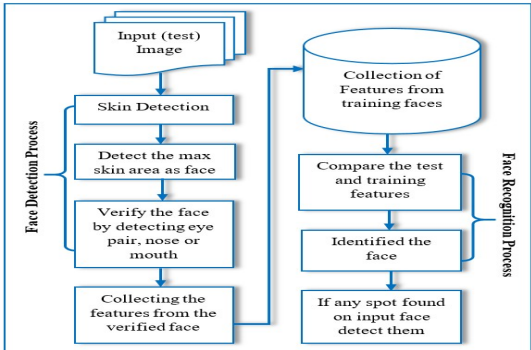 Input (test)
Image
Skin Detection
Detect the max
skin area as face
Verify the face
by detecting eye
pair, nose or
mouth
Collecting the
features from the
verified face
Face Detection Process
Collection of
Features from
training faces
Compare the test
and training
features
Identified the
face
If any spot found
on input face
detect them
Face Recognition Process